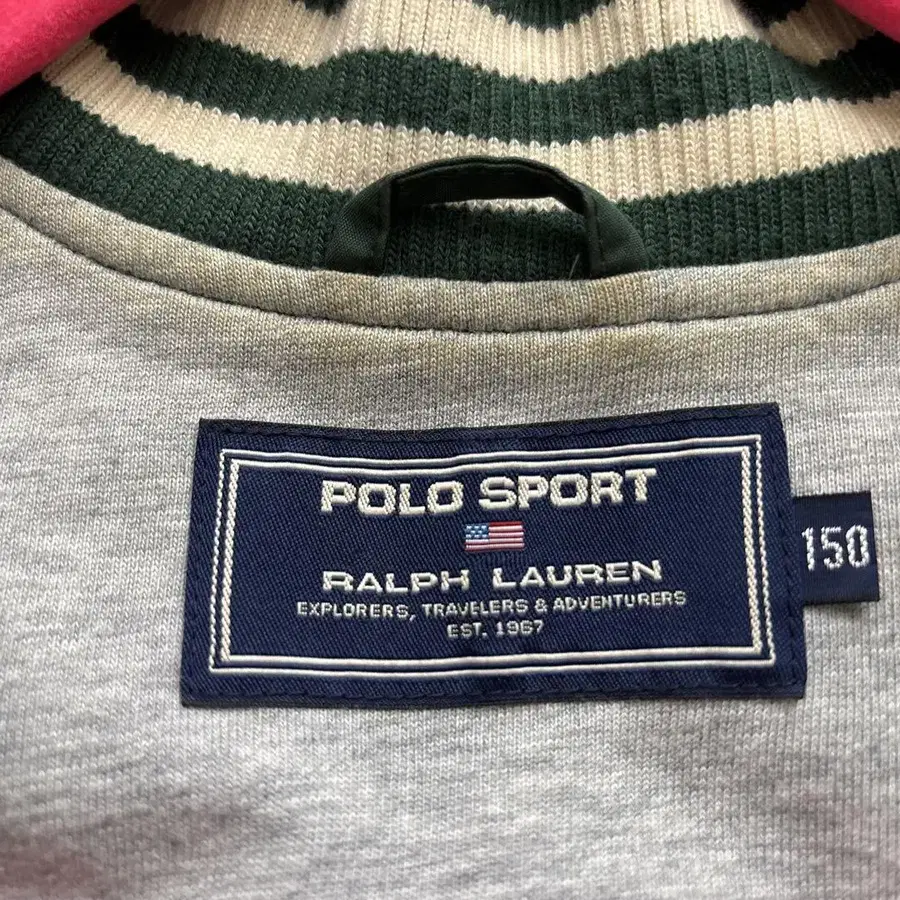 POLO SPORT
RALPH LAUREN
EXPLORERS, TRAVELERS & ADVENTURERS
EST. 1967
150